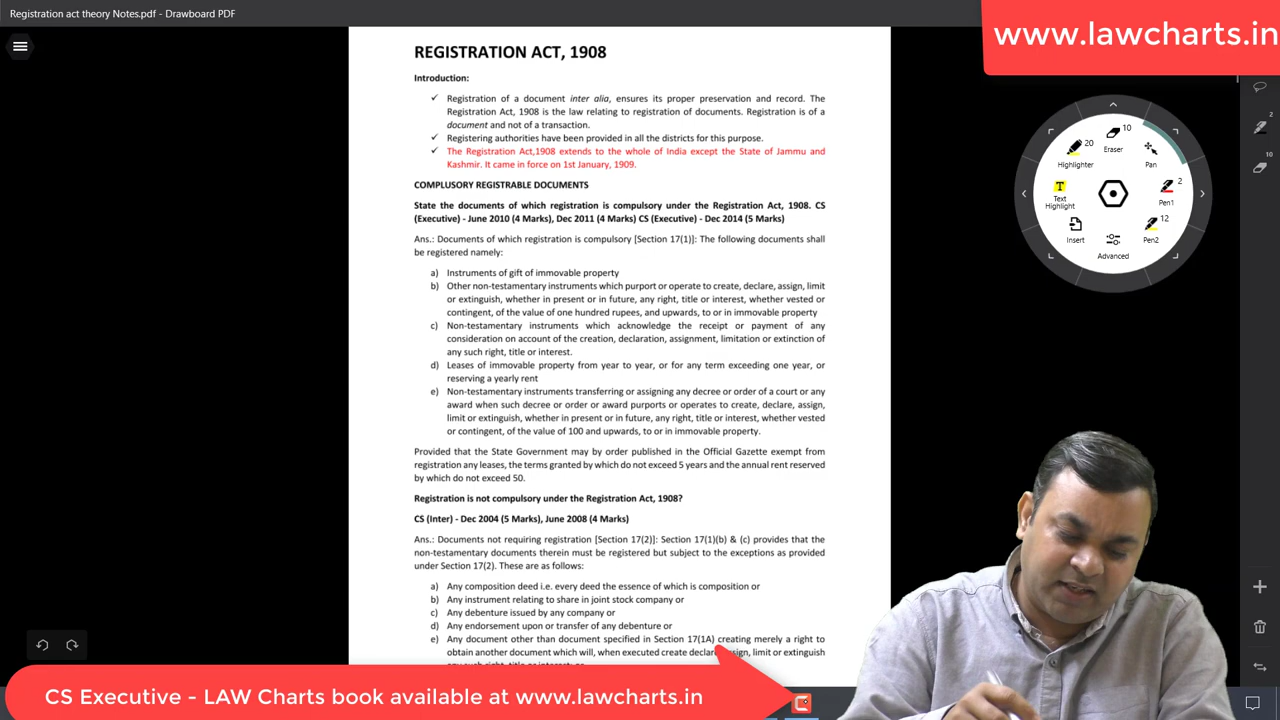 Registration act theory Notes.pdf - Drawboard PDF
www.lawcharts.in
REGISTRATION ACT, 1908
Introduction:
✓ Registration of a document inter alia, ensures its proper preservation and record. The
Registration Act, 1908 is the law relating to registration of documents. Registration is of a
document and not of a transaction.
✓ Registering authorities have been provided in all the districts for this purpose.
✓ The Registration Act,1908 extends to the whole of India except the State of Jammu and
Kashmir. It came in force on 1st January, 1909.
COMPLUSORY REGISTRABLE DOCUMENTS
State the documents of which registration is compulsory under the Registration Act, 1908. CS
(Executive) - June 2010 (4 Marks), Dec 2011 (4 Marks) CS (Executive) - Dec 2014 (5 Marks)
Ans.: Documents of which registration is compulsory [Section 17(1)]: The following documents shall
be registered namely:
a) Instruments of gift of immovable property
b) Other non-testamentary instruments which purport or operate to create, declare, assign, limit
or extinguish, whether in present or in future, any right, title or interest, whether vested or
contingent, of the value of one hundred rupees, and upwards, to or in immovable property
c) Non-testamentary instruments which acknowledge the receipt or payment of any
consideration on account of the creation, declaration, assignment, limitation or extinction of
any such right, title or interest.
d) Leases of immovable property from year to year, or for any term exceeding one year, or
reserving a yearly rent
e) Non-testamentary instruments transferring or assigning any decree or order of a court or any
award when such decree or order or award purports or operates to create, declare, assign,
limit or extinguish, whether in present or in future, any right, title or interest, whether vested
or contingent, of the value of 100 and upwards, to or in immovable property.
Provided that the State Government may by order published in the Official Gazette exempt from
registration any leases, the terms granted by which do not exceed 5 years and the annual rent reserved
by which do not exceed 50.
Registration is not compulsory under the Registration Act, 1908?
CS (Inter) - Dec 2004 (5 Marks), June 2008 (4 Marks)
Ans.: Documents not requiring registration [Section 17(2)]: Section 17(1)(b) & (c) provides that the
non-testamentary documents therein must be registered but subject to the exceptions as provided
under Section 17(2). These are as follows:
a) Any composition deed i.e. every deed the essence of which is composition or
b) Any instrument relating to share in joint stock company or
c) Any debenture issued by any company or
d) Any endorsement upon or transfer of any debenture or
e) Any document other than document specified in Section 17(1A) creating merely a right to
obtain another document which will, when executed create declare limit or extinguish
10
Eraser
20
Highlighter
Pan
T
Text
Highlight
2
Pen1
Insert
12
Pen2
Advanced
2
10
CS Executive - LAW Charts book available at www.lawcharts.in